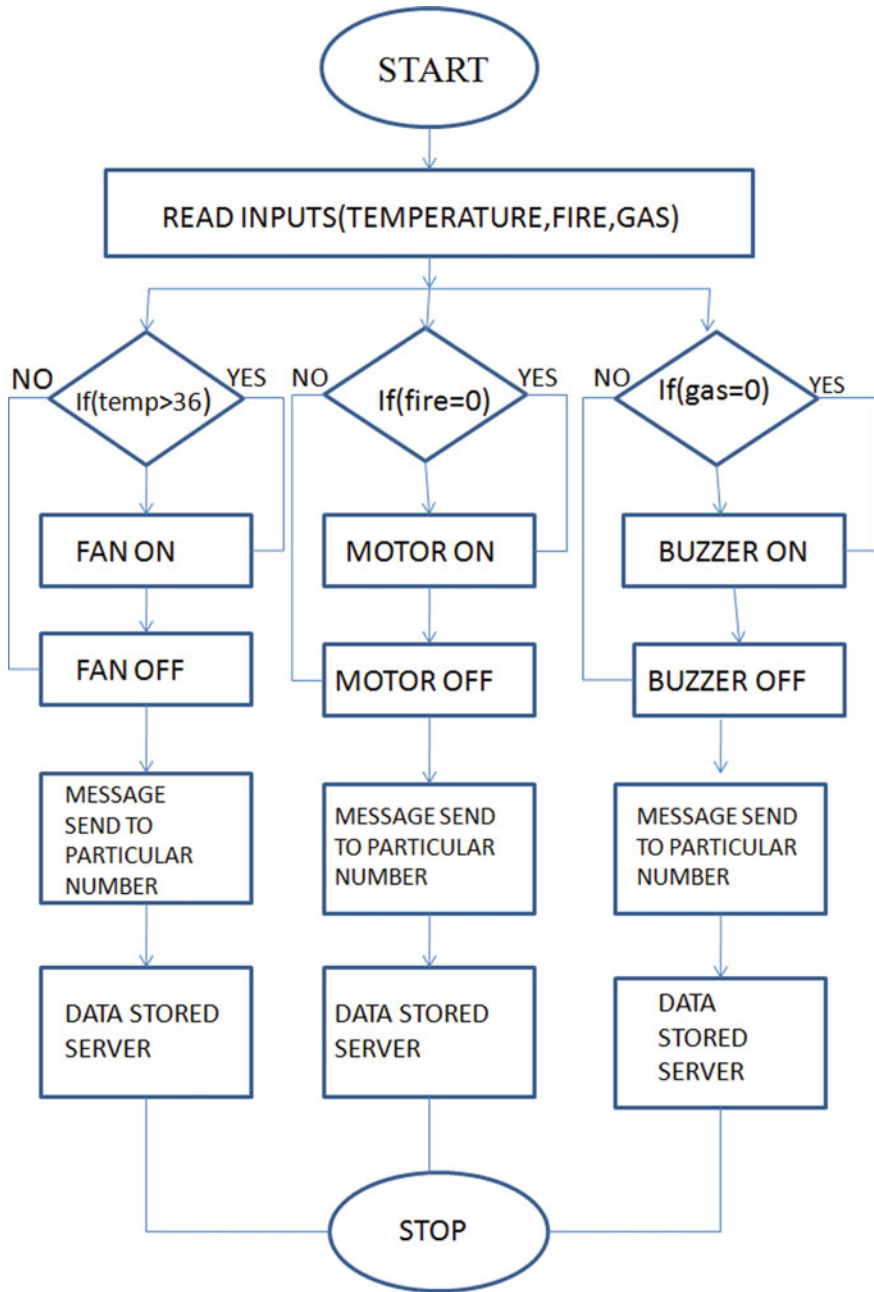 START
READ INPUTS(TEMPERATURE,FIRE,GAS)
NO
If(temp>36)
YES
FAN ON
FAN OFF
MESSAGE
SEND TO
PARTICULAR
NUMBER
DATA STORED
SERVER
NO
If(fire=0)
YES
MOTOR ON
MOTOR OFF
MESSAGE SEND
TO PARTICULAR
NUMBER
DATA STORED
SERVER
NO
If(gas=0)
YES
BUZZER ON
BUZZER OFF
MESSAGE SEND
TO PARTICULAR
NUMBER
DATA
STORED
SERVER
STOP